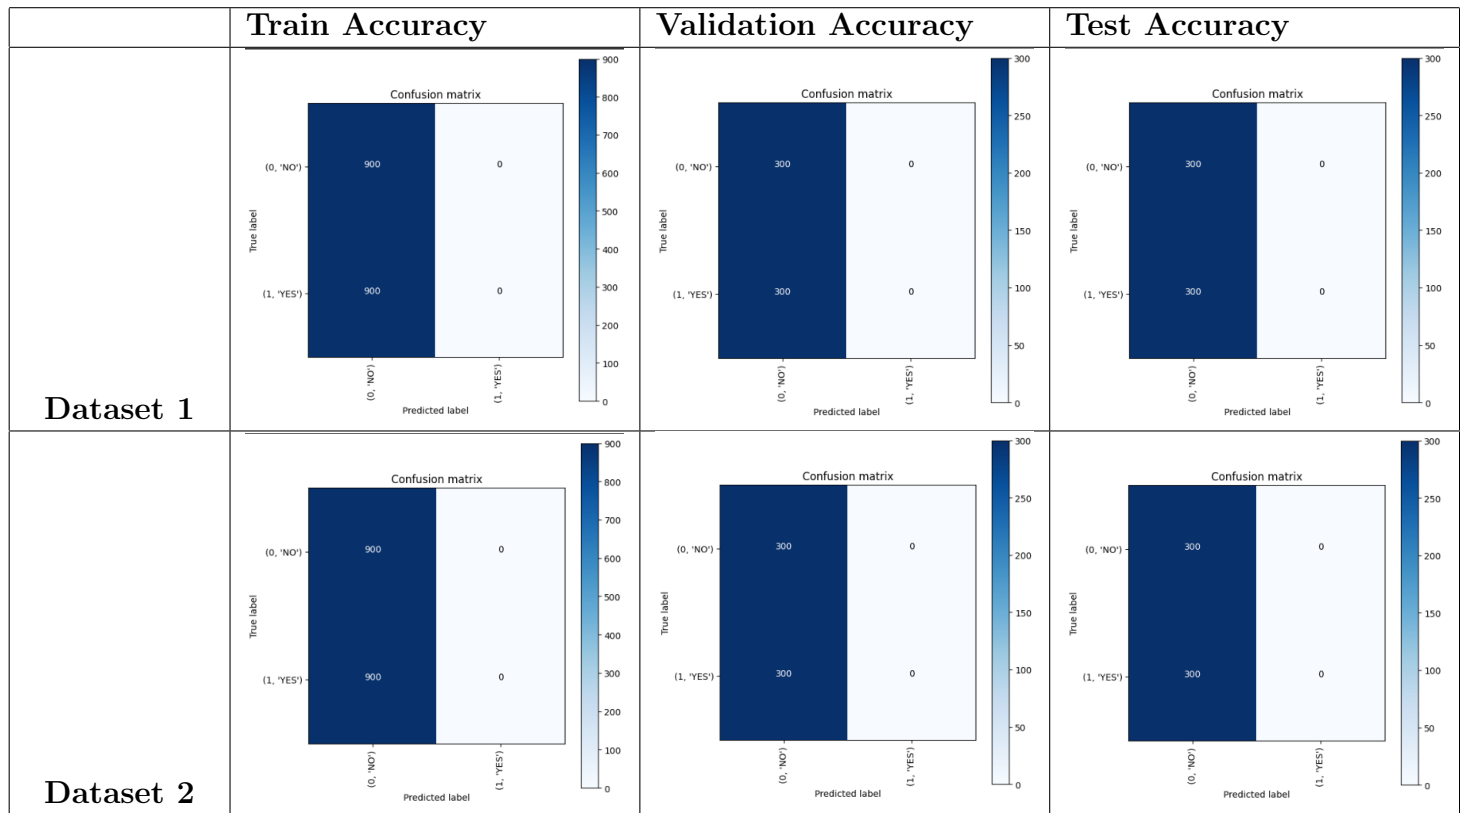 Train Accuracy
Validation Accuracy
Test Accuracy
Dataset 1
Confusion matrix
(0, 'NO')
(1, 'YES')
True label
900
0
900
0
(0, 'NO')
(1, 'YES')
Predicted label
900
800
700
600
500
400
300
200
100
0
Confusion matrix
(0, 'NO')
(1, 'YES')
True label
300
0
300
0
(0, 'NO')
(1, 'YES')
Predicted label
300
250
200
150
100
50
0
Confusion matrix
(0, 'NO')
(1, 'YES')
True label
300
0
300
0
(0, 'NO')
(1, 'YES')
Predicted label
300
250
200
150
100
50
0
Dataset 2
Confusion matrix
(0, 'NO')
(1, 'YES')
True label
900
0
900
0
(0, 'NO')
(1, 'YES')
Predicted label
900
800
700
600
500
400
300
200
100
0
Confusion matrix
(0, 'NO')
(1, 'YES')
True label
300
0
300
0
(0, 'NO')
(1, 'YES')
Predicted label
300
250
200
150
100
50
0
Confusion matrix
(0, 'NO')
(1, 'YES')
True label
300
0
300
0
(0, 'NO')
(1, 'YES')
Predicted label
300
250
200
150
100
50
0